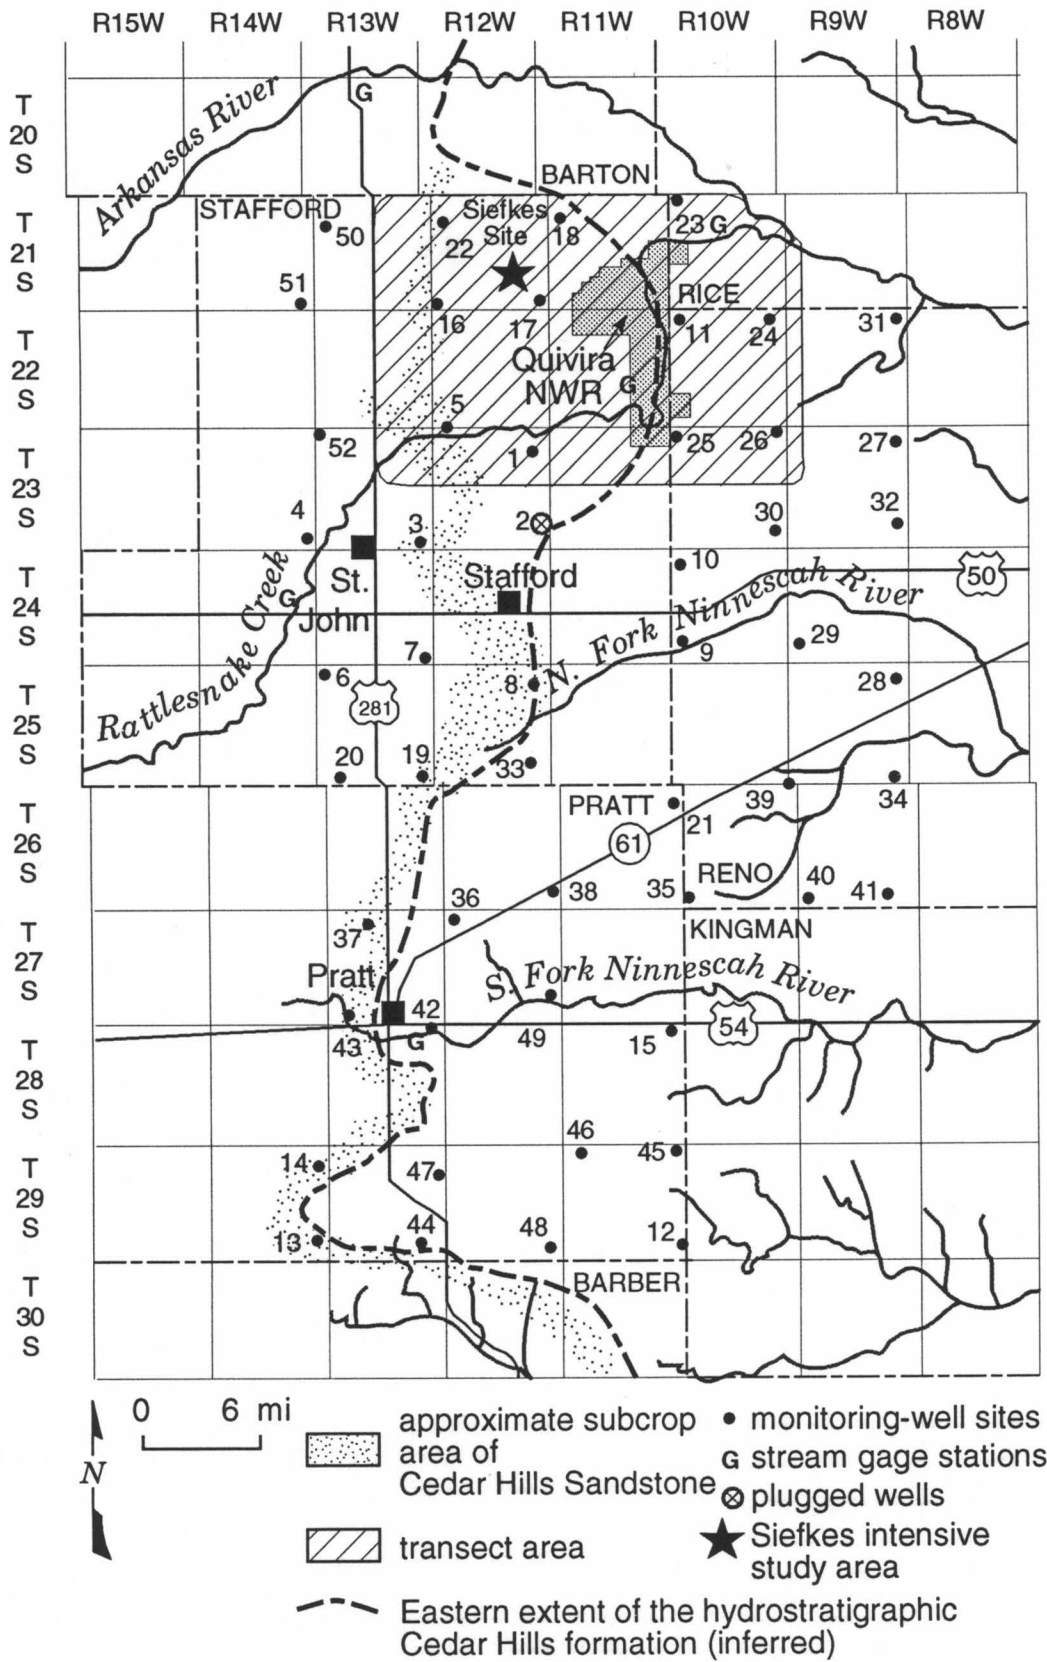 R15W R14W R13W R12W R11W R10W R9W R8W
T
20
S
T
21
S
T
22
S
T
23
S
T
24
S
T
25
S
T
26
S
T
27
S
T
28
S
T
29
S
T
30
S
G
Arkansas River
BARTON
STAFFORD
50
Siefkes
Site
22
18
23
G
51
16
17
RICE
11
24
31
Quivira
NWR
G
5
52
1
25
26
27
4
3
2
30
32
10
St.
John
Stafford
50
G
Rattlesnake Creek
N. Fork Ninnescah River
7
9
29
6
281
8
28
20
19
33
PRATT
21
39
34
61
RENO
36
38
35
40
41
37
KINGMAN
Pratt
S. Fork Ninnescah River
42
43
G
49
15
54
46
45
14
47
13
44
48
12
BARBER
0 6 mi
N
approximate subcrop
area of
Cedar Hills Sandstone
transect area
Eastern extent of the hydrostratigraphic
Cedar Hills formation (inferred)
monitoring-well sites
G stream gage stations
plugged wells
Siefkes intensive
study area